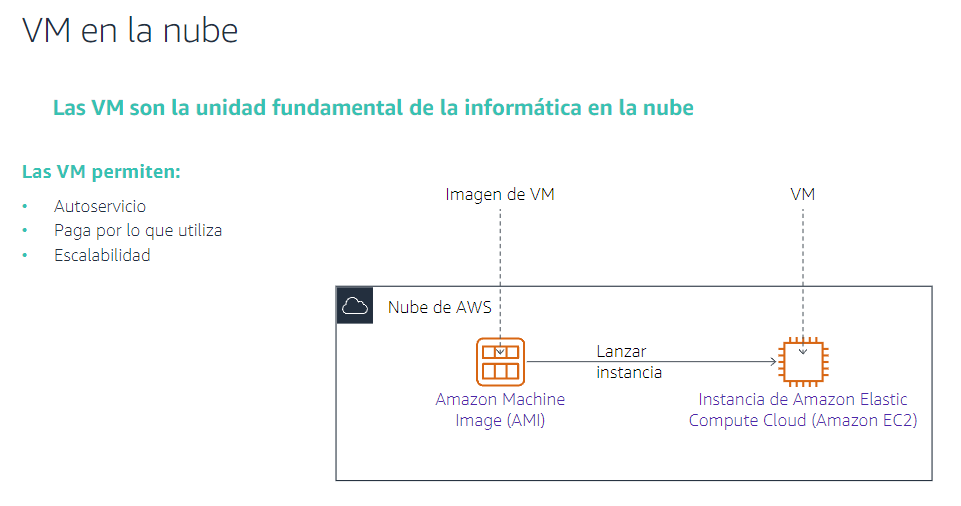 VM en la nube
Las VM son la unidad fundamental de la informática en la nube
Las VM permiten:
• Autoservicio
• Paga por lo que utiliza
• Escalabilidad
Imagen de VM
VM
Nube de AWS
Lanzar
instancia
Amazon Machine
Image (AMI)
Instancia de Amazon Elastic
Compute Cloud (Amazon EC2)